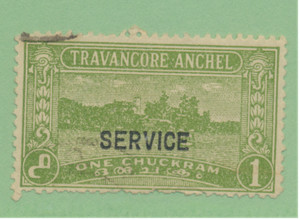 TRAVANCORE ANCHEL
SERVICE
ONE CHUCKRAM
1